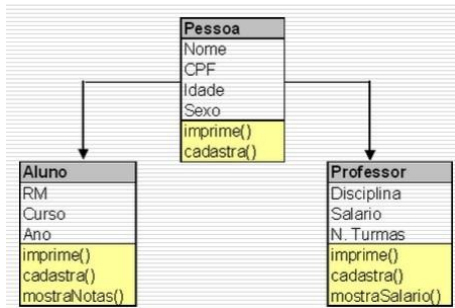 Pessoa
Nome
CPF
Idade
Sexo
imprime()
cadastra()
Aluno
RM
Curso
Ano
imprime()
cadastra()
mostraNotas()
Professor
Disciplina
Salario
N. Turmas
imprime()
cadastra()
mostraSalario()